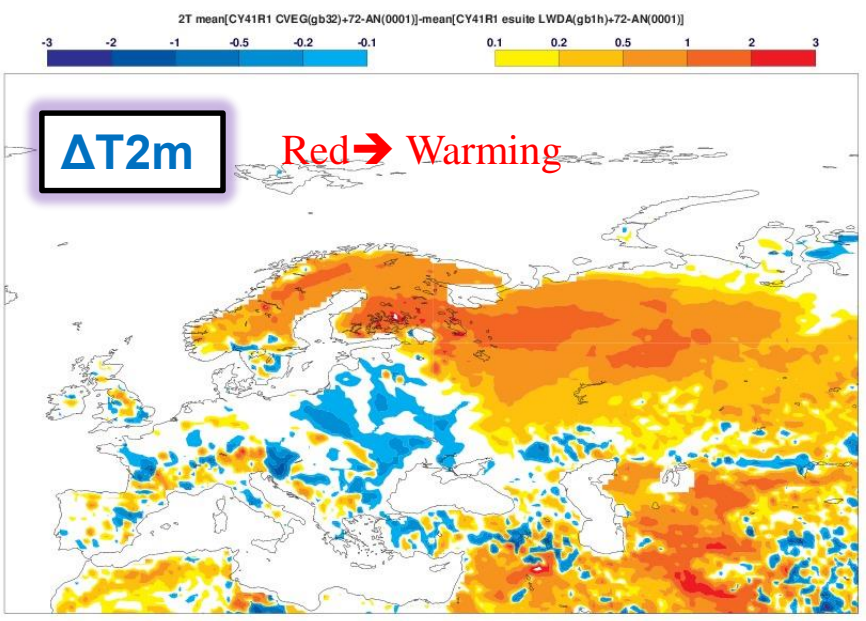 2T mean[CY41R1 CVEG(gb32)+72-AN(0001)]-mean[CY41R1 esuite LWDA(gb1h)+72-AN(0001)]
-3 -2 -1 -0.5 -0.2 -0.1 0.1 0.2 0.5 1 2 3
ΔT2m Red➔ Warming